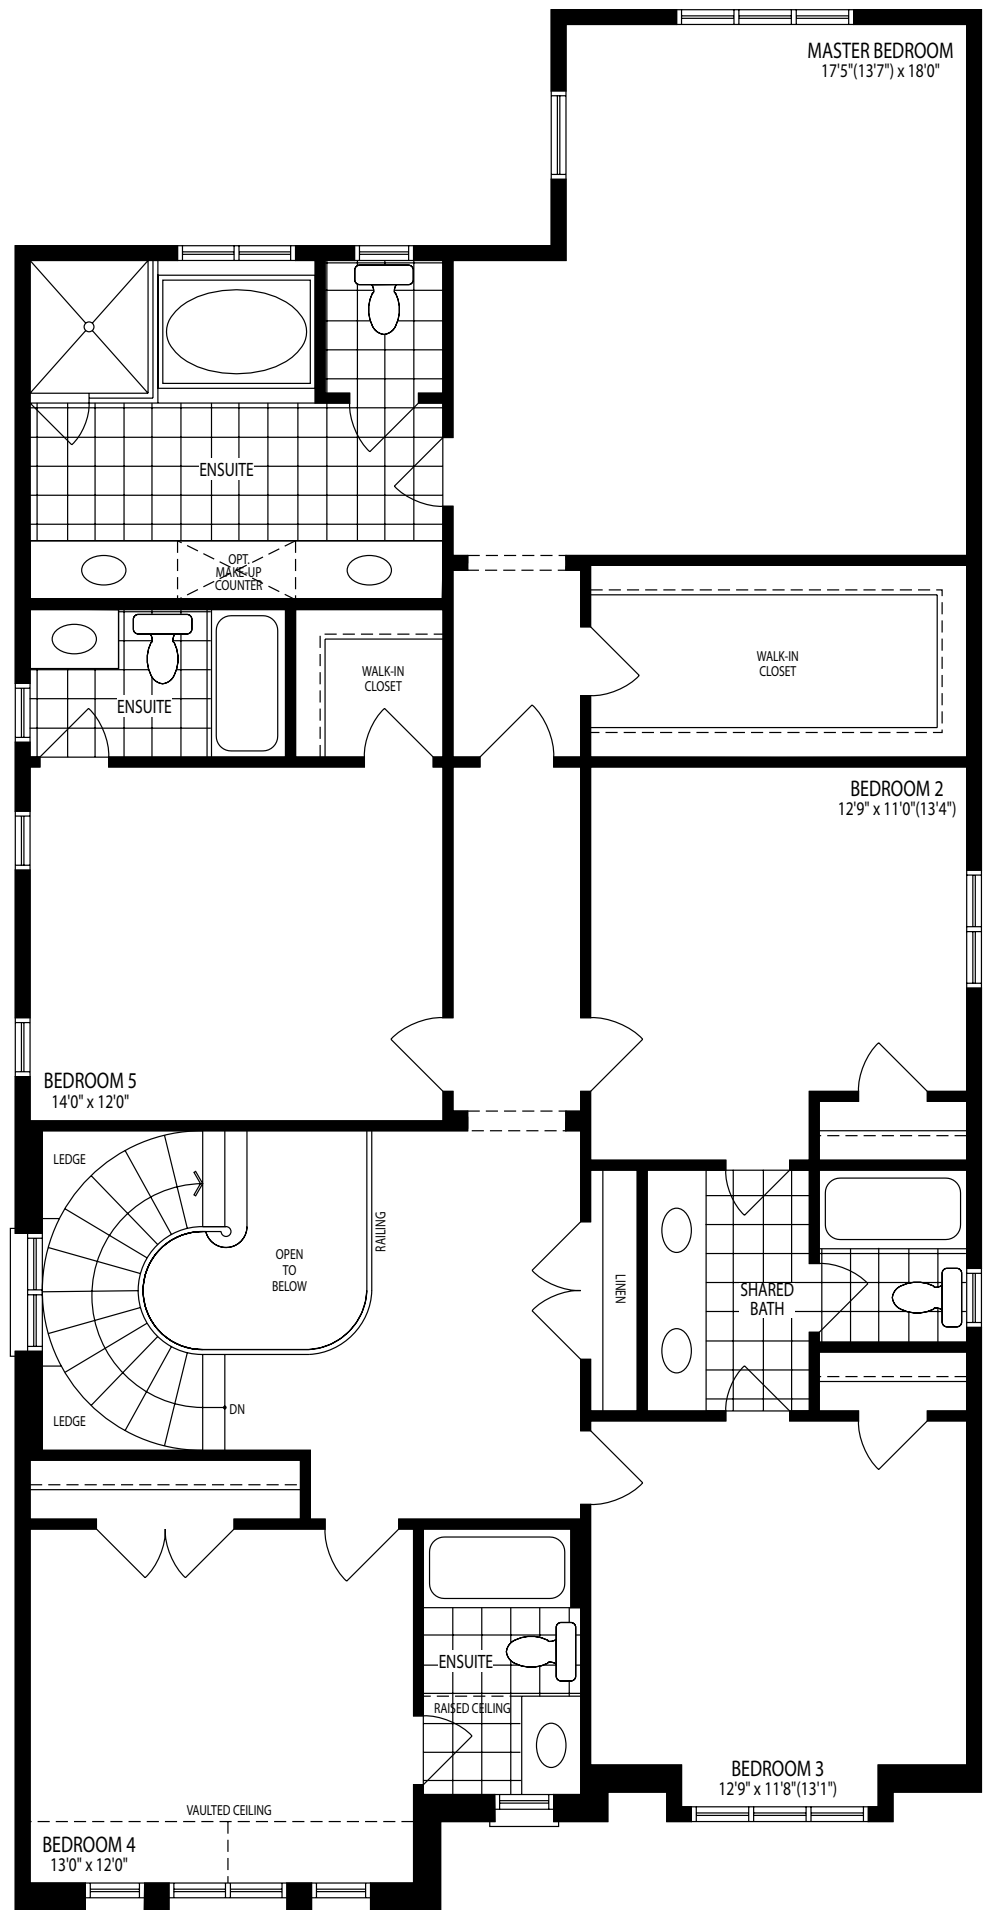 MASTER BEDROOM
17'5"(13'7") x 18'0"
ENSUITE
OPT.
MAKE-UP
COUNTER
WALK-IN
CLOSET
WALK-IN
CLOSET
ENSUITE
BEDROOM 2
12'9" x 11'0"(13'4")
BEDROOM 5
14'0" x 12'0"
LEDGE
RAILING
OPEN
TO
BELOW
LINEN
SHARED
BATH
DN
LEDGE
ENSUITE
RAISED CEILING
BEDROOM 3
12'9" x 11'8"(13'1")
VAULTED CEILING
BEDROOM 4
13'0" x 12'0"